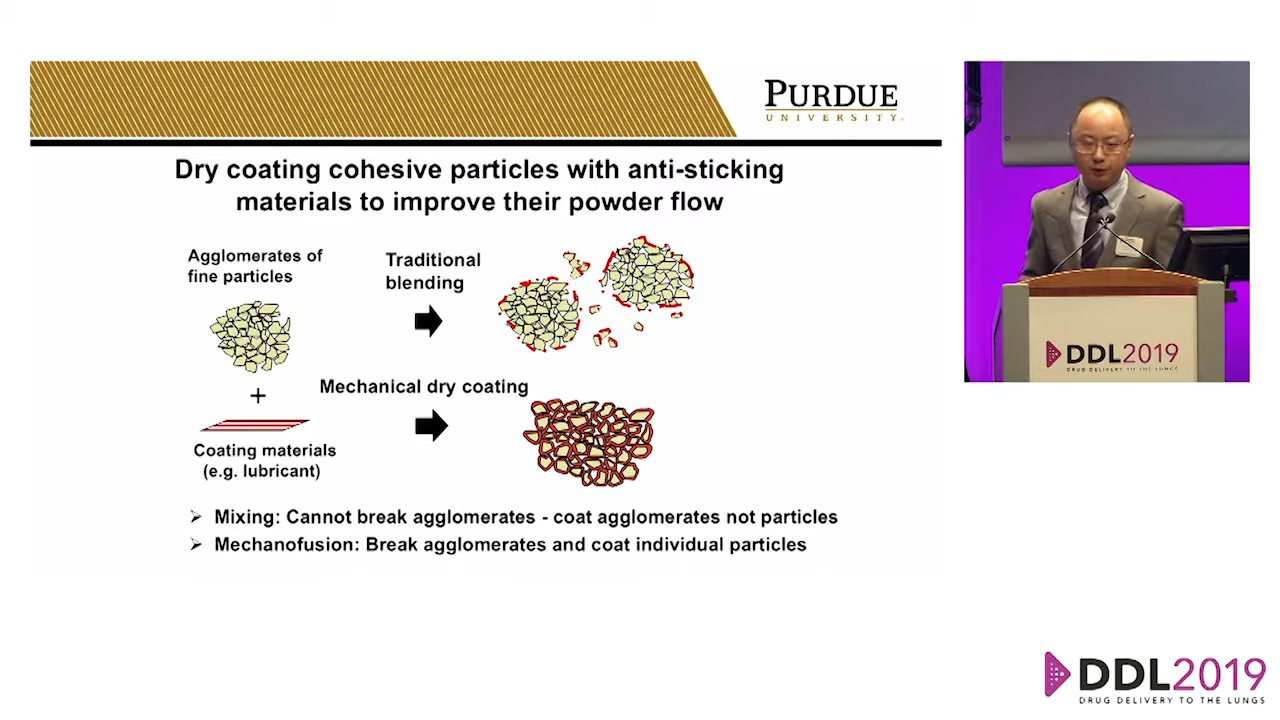 PURDUE
UNIVERSITY
Dry coating cohesive particles with anti-sticking
materials to improve their powder flow
Agglomerates of
fine particles
Traditional
blending
+
Mechanical dry coating
Coating materials
(e.g. lubricant)
➢ Mixing: Cannot break agglomerates - coat agglomerates not particles
➢ Mechanofusion: Break agglomerates and coat individual particles
DDL2019
DRUG DELIVERY TO THE LUNGS
DDL2019
DRUG DELIVERY TO THE LUNGS